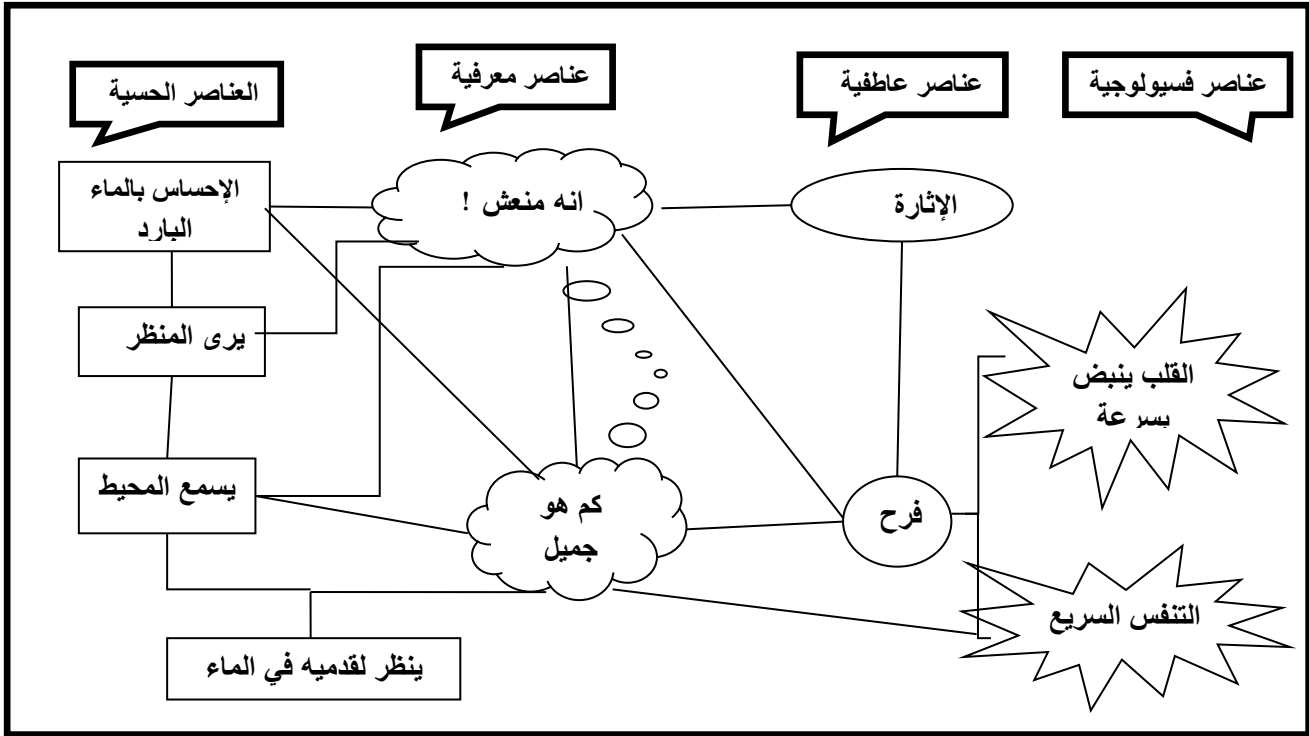 عناصر فسيولوجية
عناصر عاطفية
عناصر معرفية
العناصر الحسية
الإثارة
انه منعش !
الإحساس بالماء
البارد
القلب ينبض
بسرعة
يرى المنظر
فرح
كم هو
جميل
يسمع المحيط
التنفس السريع
ينظر لقدميه في الماء